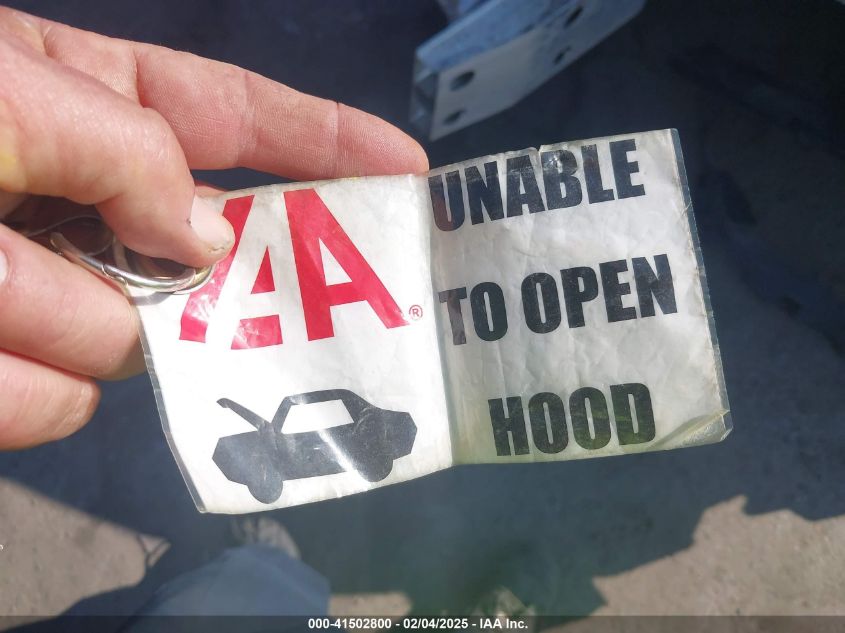 IAA®
UNABLE
TO OPEN
HOOD
000-41502800 - 02/04/2025 - IAA Inc.